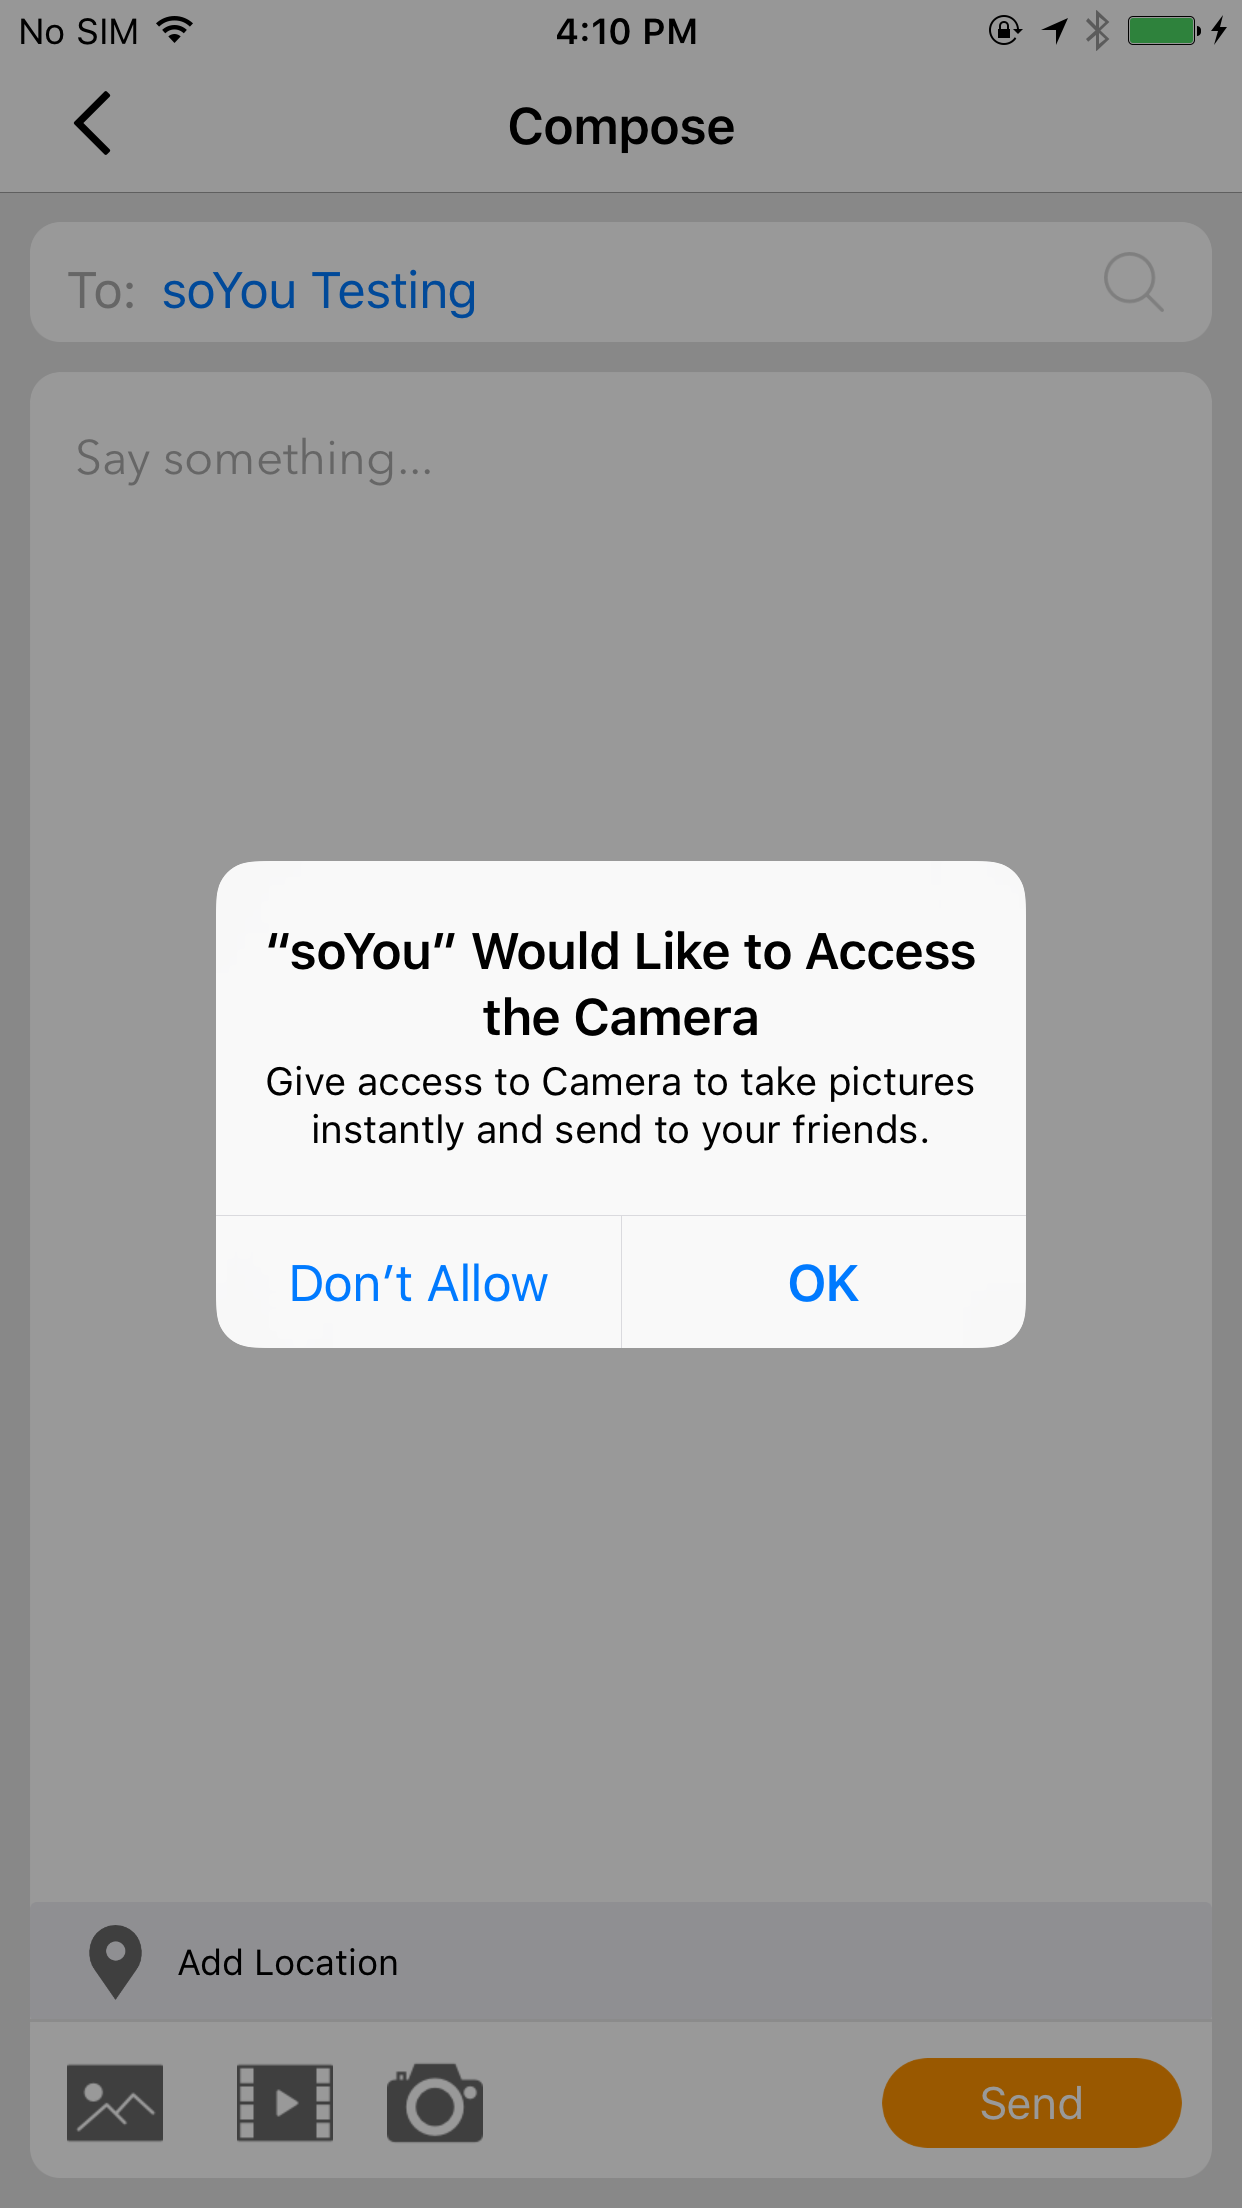 No SIM 4:10 PM
Compose
To: soYou Testing
Say something...
“soYou” Would Like to Access
the Camera
Give access to Camera to take pictures
instantly and send to your friends.
Don’t Allow OK
Add Location
Send